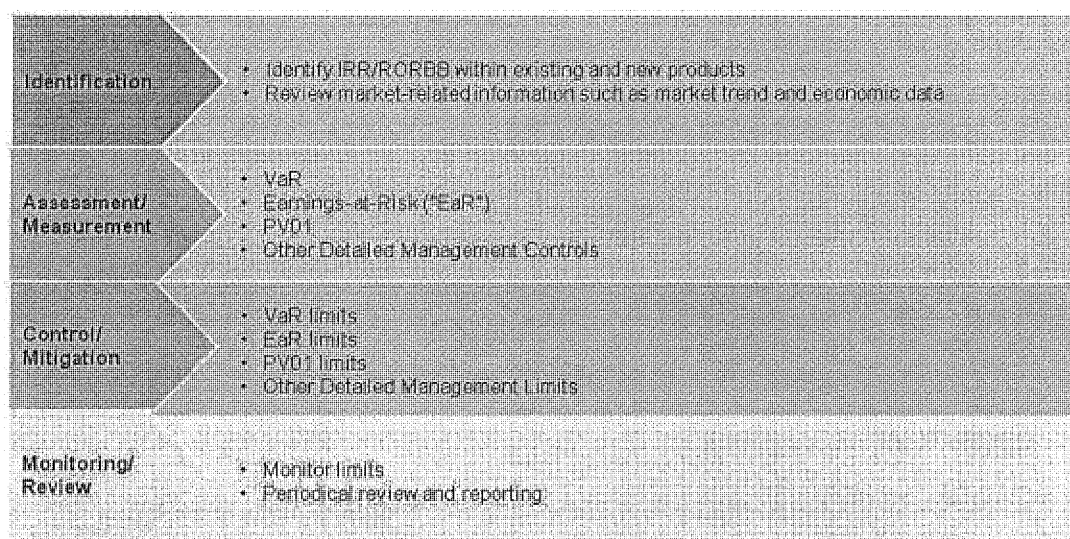 Identification
• Identify IRR/RORBB within existing and new products
• Review market-related information such as market trend and economic data
Assessment/
Measurement
• VaR
• Earnings-at-Risk ("EaR")
• PV01
• Other Detailed Management Controls
Control/
Mitigation
• VaR limits
• EaR limits
• PV01 limits
• Other Detailed Management Limits
Monitoring/
Review
• Monitor limits
• Periodical review and reporting